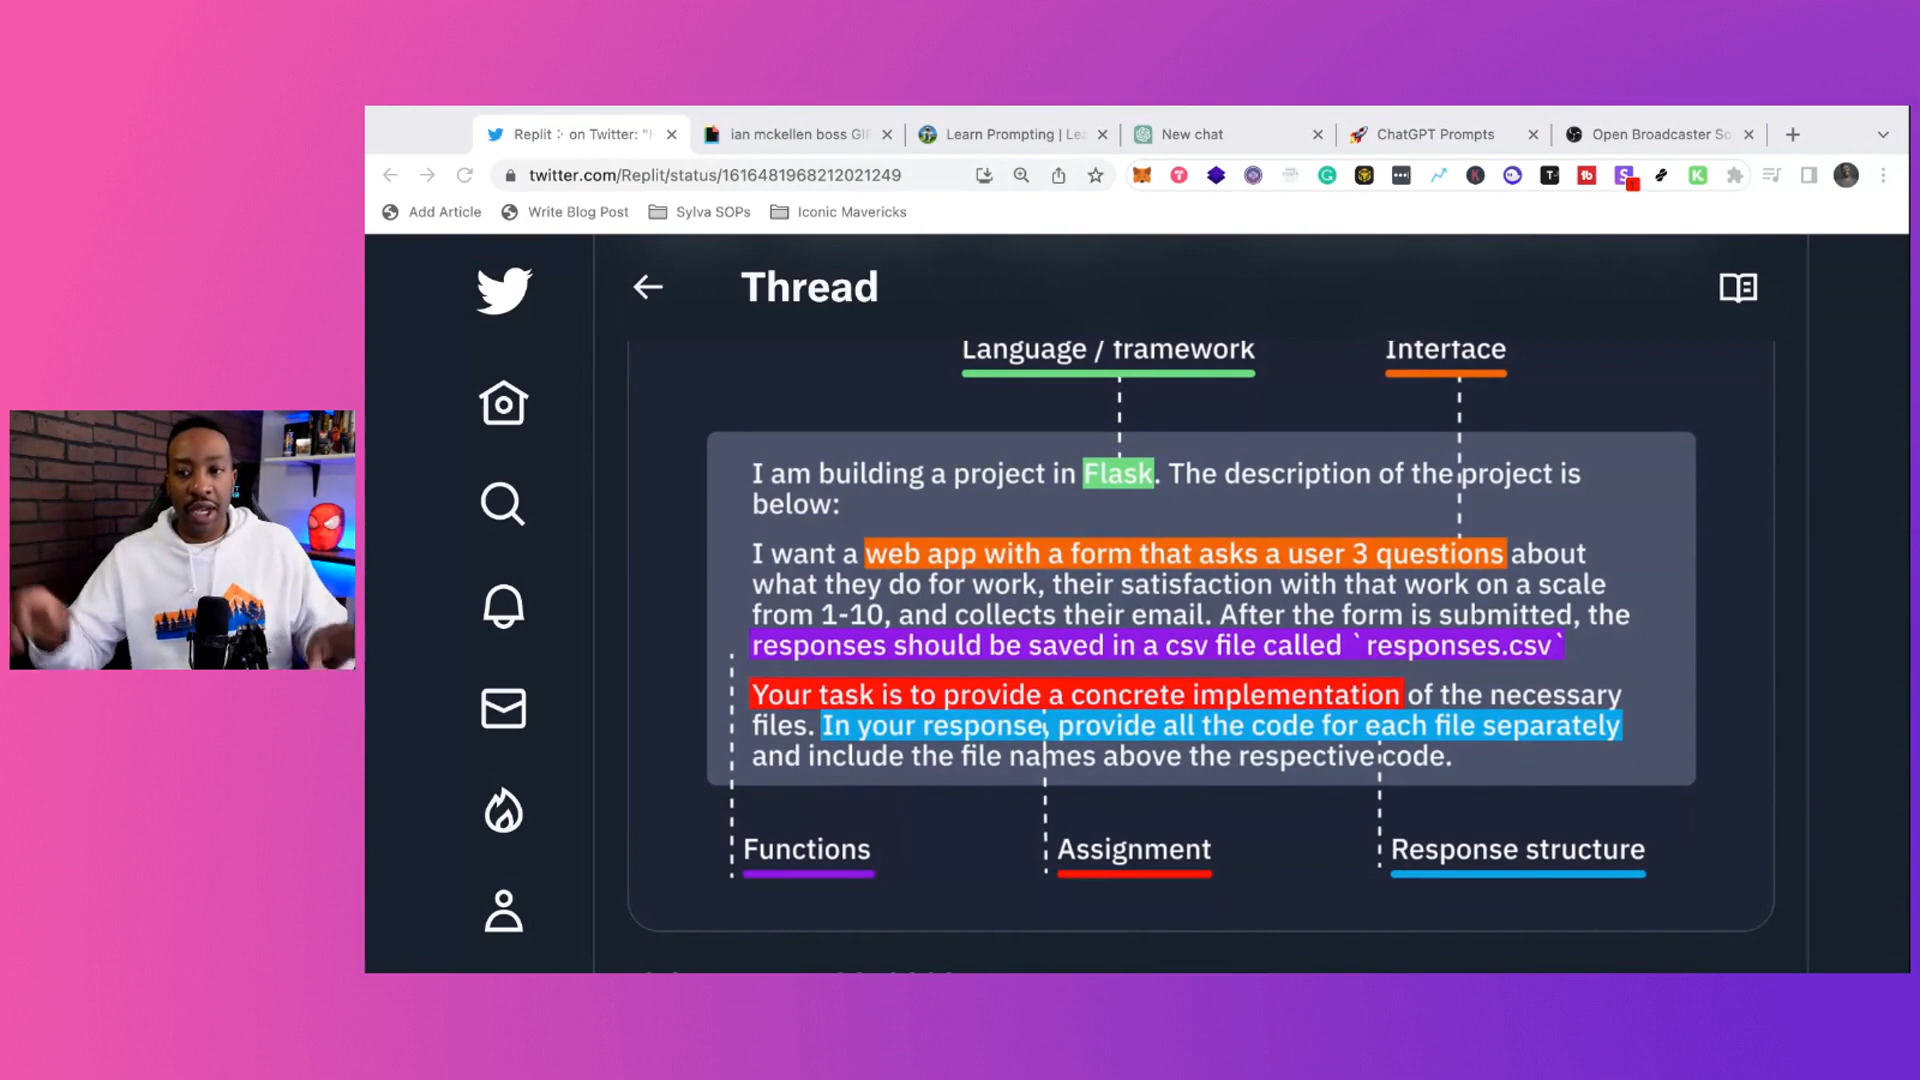 Replit : on Twitter: "H
ian mckellen boss GIF
Learn Prompting | Lea
New chat
ChatGPT Prompts
Open Broadcaster So
twitter.com/Replit/status/1616481968212021249
Add Article
Write Blog Post
Sylva SOPs
Iconic Mavericks
Thread
Language / framework
Interface
I am building a project in Flask. The description of the project is
below:
I want a web app with a form that asks a user 3 questions about
what they do for work, their satisfaction with that work on a scale
from 1-10, and collects their email. After the form is submitted, the
responses should be saved in a csv file called `responses.csv`
Your task is to provide a concrete implementation of the necessary
files. In your response, provide all the code for each file separately
and include the file names above the respective code.
Functions
Assignment
Response structure